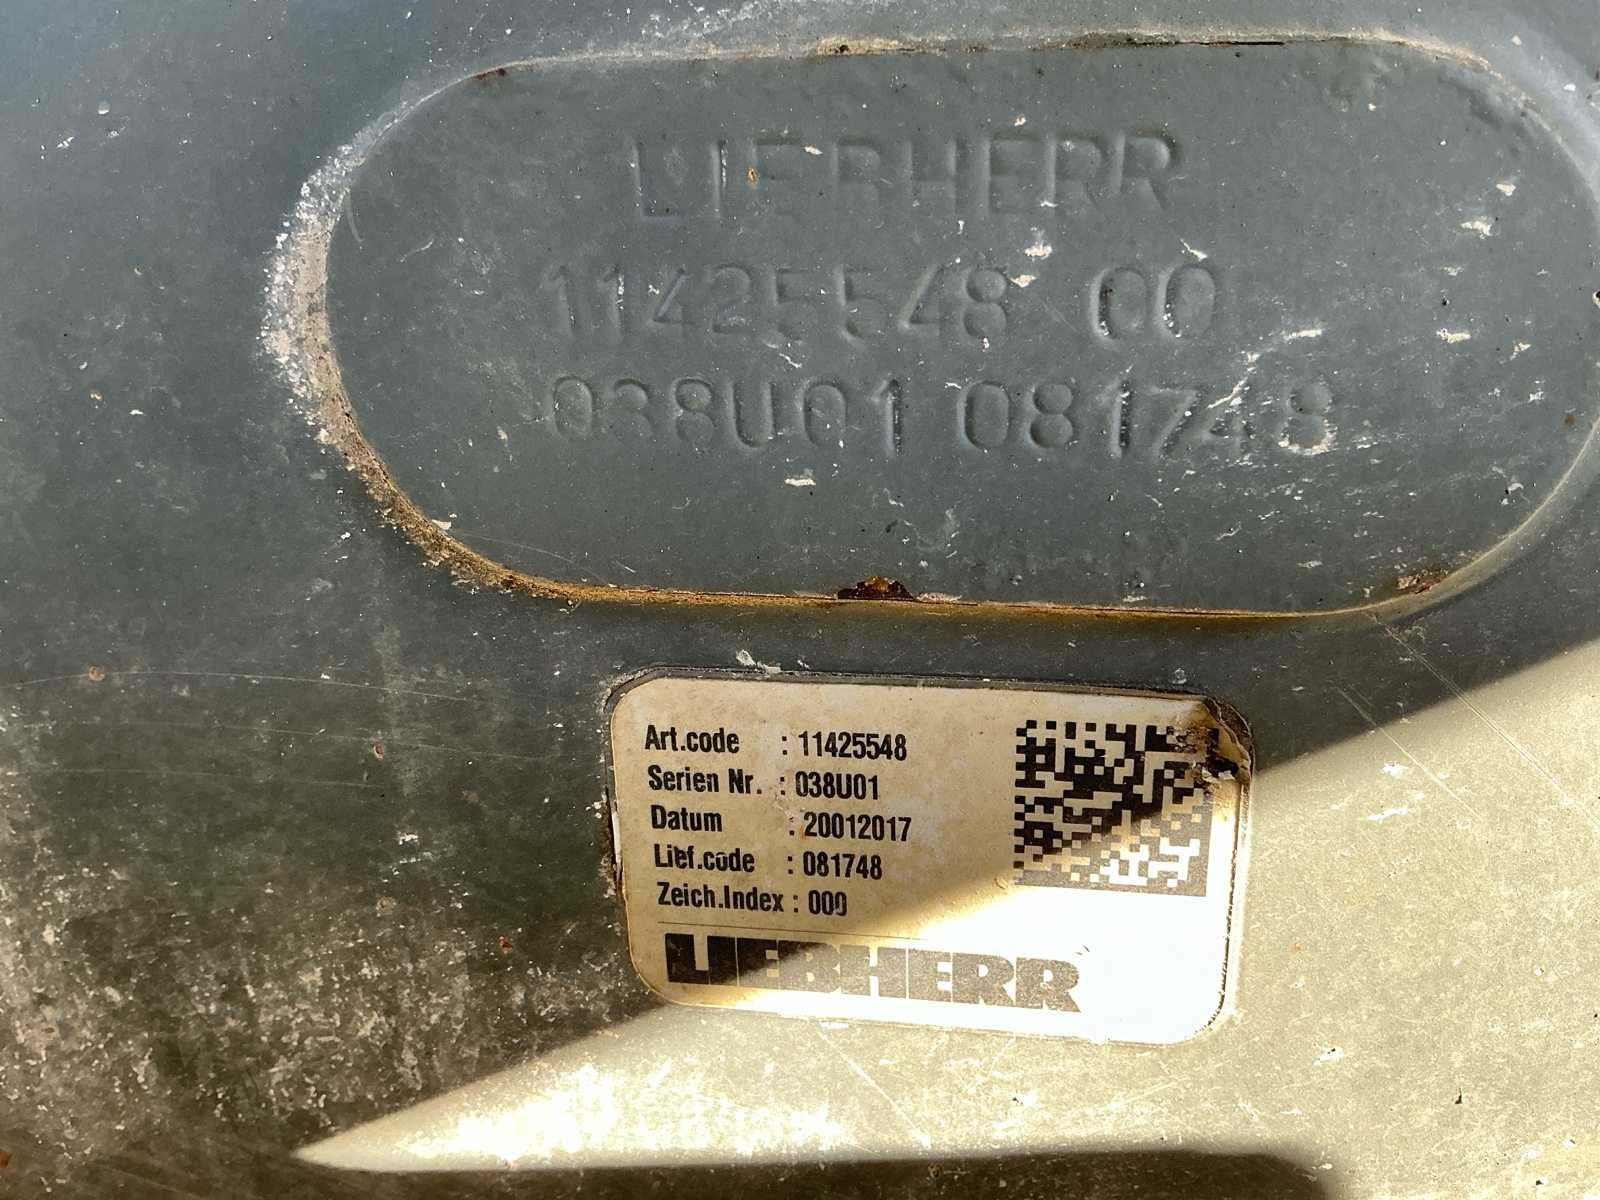 LIEBHERR
11425548 00
038U01 081748
Art.code : 11425548
Serien Nr. : 038U01
Datum : 20012017
Lief.code : 081748
Zeich.Index : 000
LIEBHERR